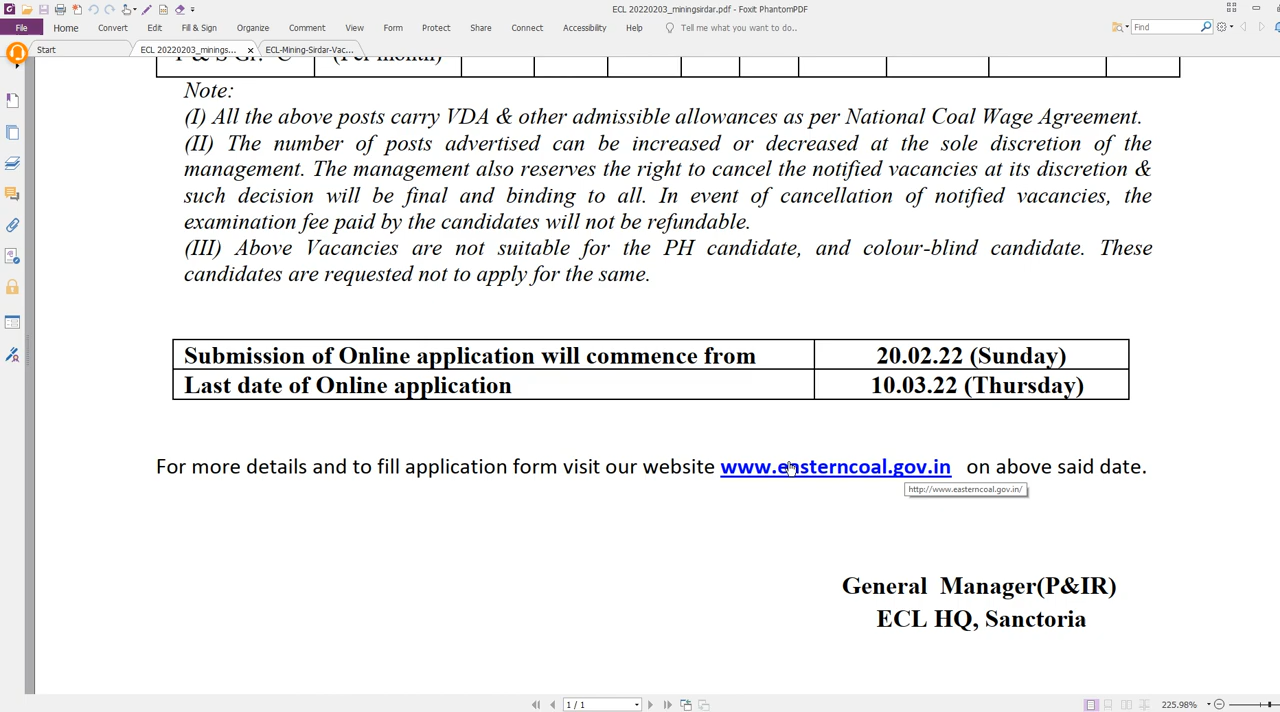 ECL 20220203_miningsirdar.pdf - Foxit PhantomPDF
File Home Convert Edit Fill & Sign Organize Comment View Form Protect Share Connect Accessibility Help Tell me what you want to do.. Find
Start ECL 20220203_minings... × ECL-Mining-Sirdar-Vac...
P & S Gr. "C" (Per month)
Note:
(I) All the above posts carry VDA & other admissible allowances as per National Coal Wage Agreement.
(II) The number of posts advertised can be increased or decreased at the sole discretion of the
management. The management also reserves the right to cancel the notified vacancies at its discretion &
such decision will be final and binding to all. In event of cancellation of notified vacancies, the
examination fee paid by the candidates will not be refundable.
(III) Above Vacancies are not suitable for the PH candidate, and colour-blind candidate. These
candidates are requested not to apply for the same.
Submission of Online application will commence from 20.02.22 (Sunday)
Last date of Online application 10.03.22 (Thursday)
For more details and to fill application form visit our website www.easterncoal.gov.in on above said date.
http://www.easterncoal.gov.in/
General Manager(P&IR)
ECL HQ, Sanctoria
1 / 1 225.98%